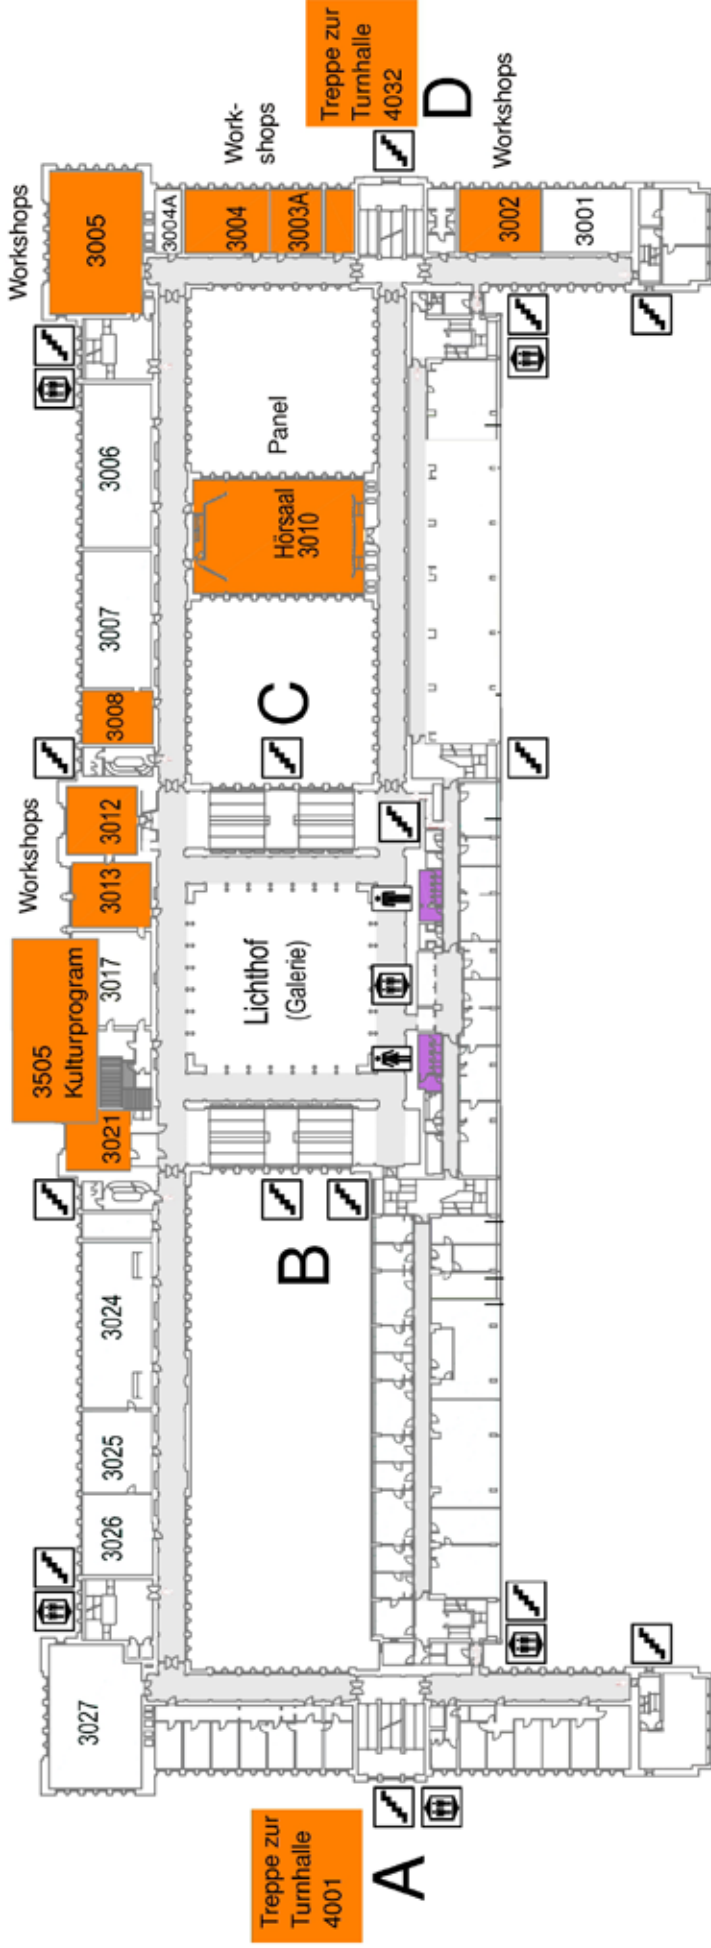 Workshops
Workshops
3505
Kulturprogram
3027
3026
3025
3024
3021
3017
3013
3012
3008
3007
3006
3005
3004A
Work-
shops
3004
3003A
Lichthof
(Galerie)
Panel
Hörsaal
3010
B
C
Treppe zur
Turnhalle
4001
A
Treppe zur
Turnhalle
4032
D
Workshops
3002
3001